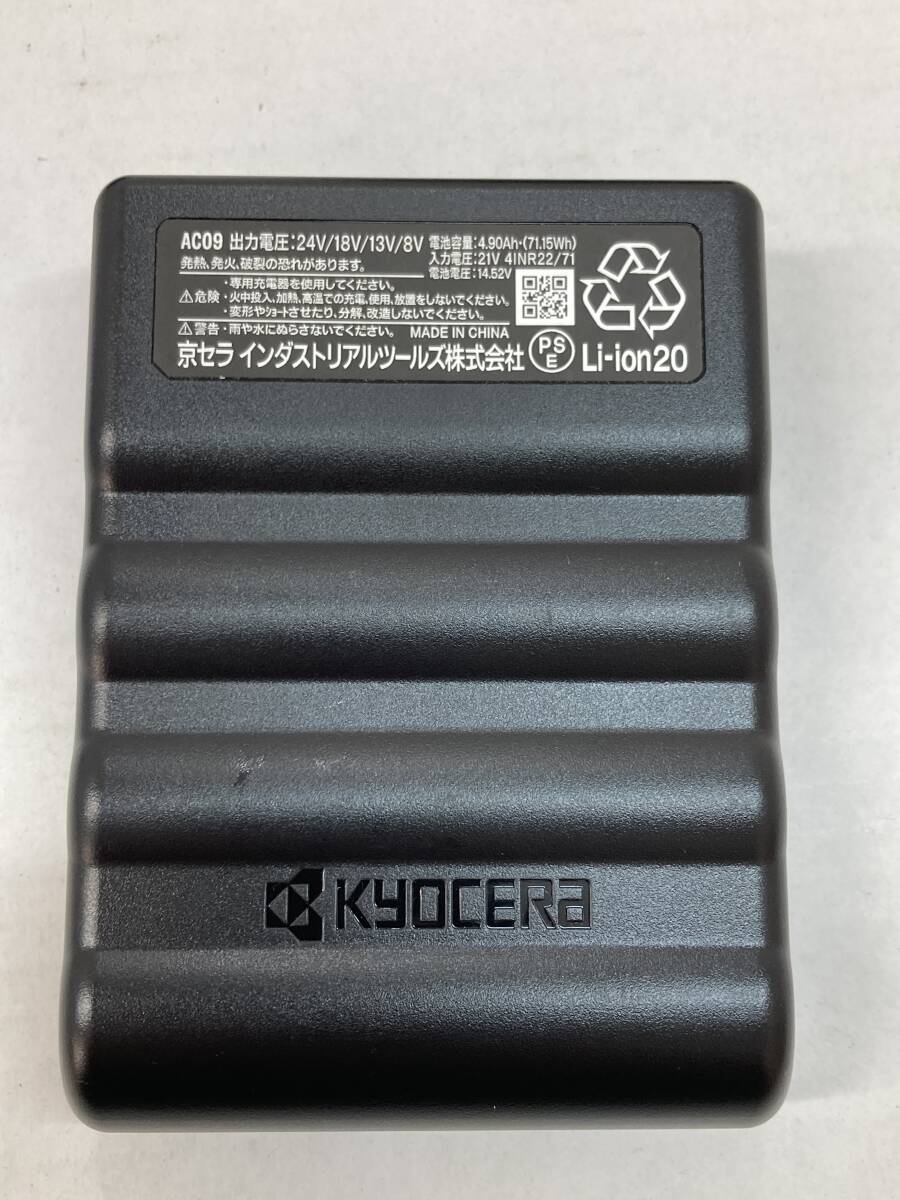 AC09 出力電圧:24V/18V/13V/8V 電池容量:4.90Ah・(71.15Wh)
発熱、発火、破裂の恐れがあります。 入力電圧:21V 4INR22/71
電池電圧:14.52V
・専用充電器を使用してください。
⚠危険・火中投入、加熱、高温での充電、使用、放置をしないでください。
・変形やショートさせたり、分解、改造しないでください。
⚠警告・雨や水にぬらさないでください。 MADE IN CHINA
京セラ インダストリアルツールズ株式会社 PSE Li-ion20
KYOCERA